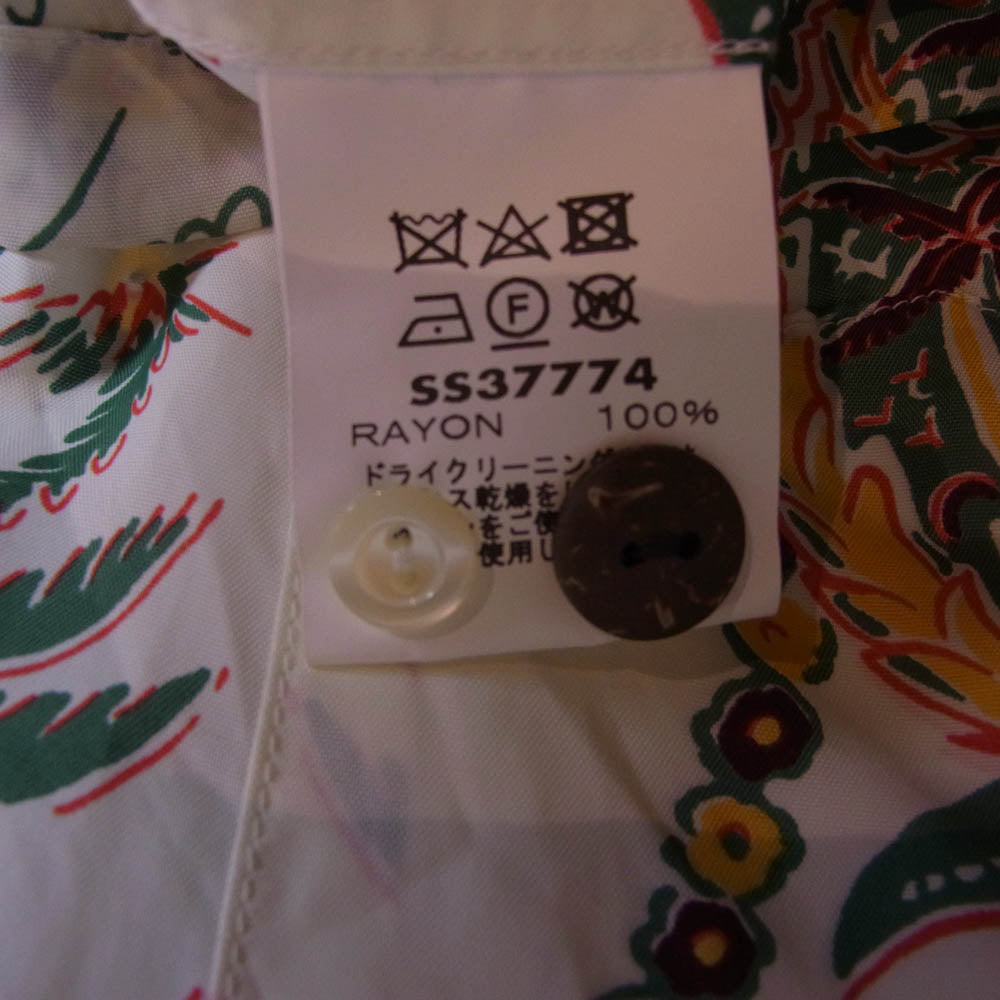 F W
SS37774
RAYON 100%
ドライクリーニング
ス乾燥を
をご使
使用し